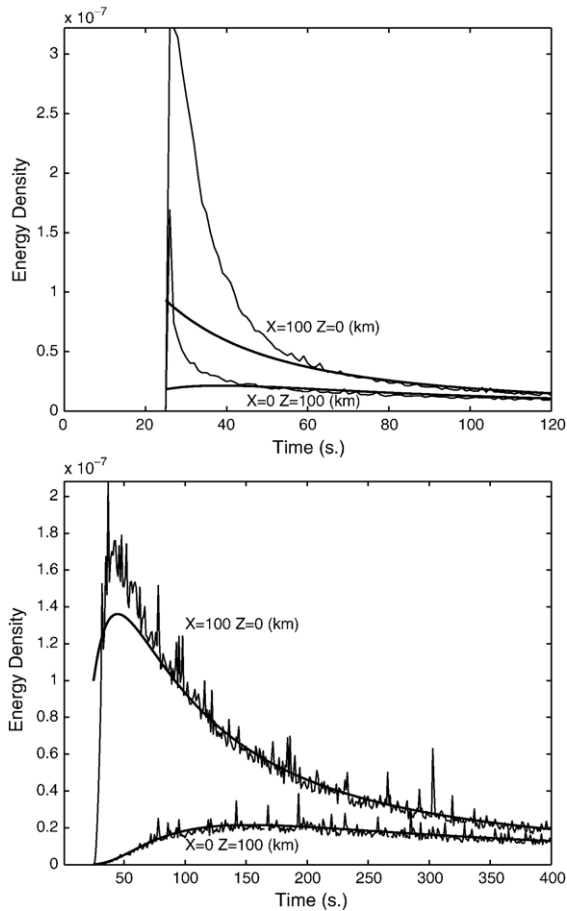 x 10⁻⁷
3
2.5
2
1.5
1
0.5
0
Energy Density
X=100 Z=0 (km)
X=0 Z=100 (km)
0 20 40 60 80 100 120
Time (s.)
x 10⁻⁷
2
1.8
1.6
1.4
1.2
1
0.8
0.6
0.4
0.2
0
Energy Density
X=100 Z=0 (km)
X=0 Z=100 (km)
50 100 150 200 250 300 350 400
Time (s.)